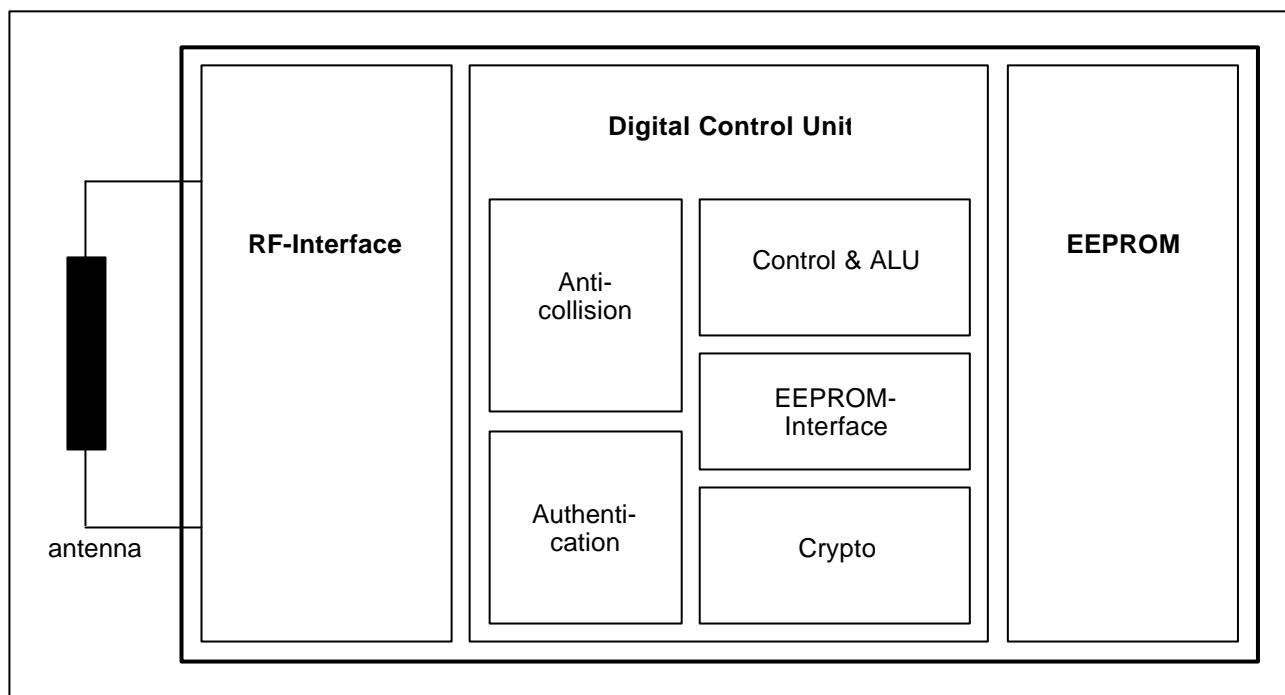 Digital Control Unit
RF-Interface
EEPROM
Anti-
collision
Control & ALU
EEPROM-
Interface
Authenti-
cation
Crypto
antenna